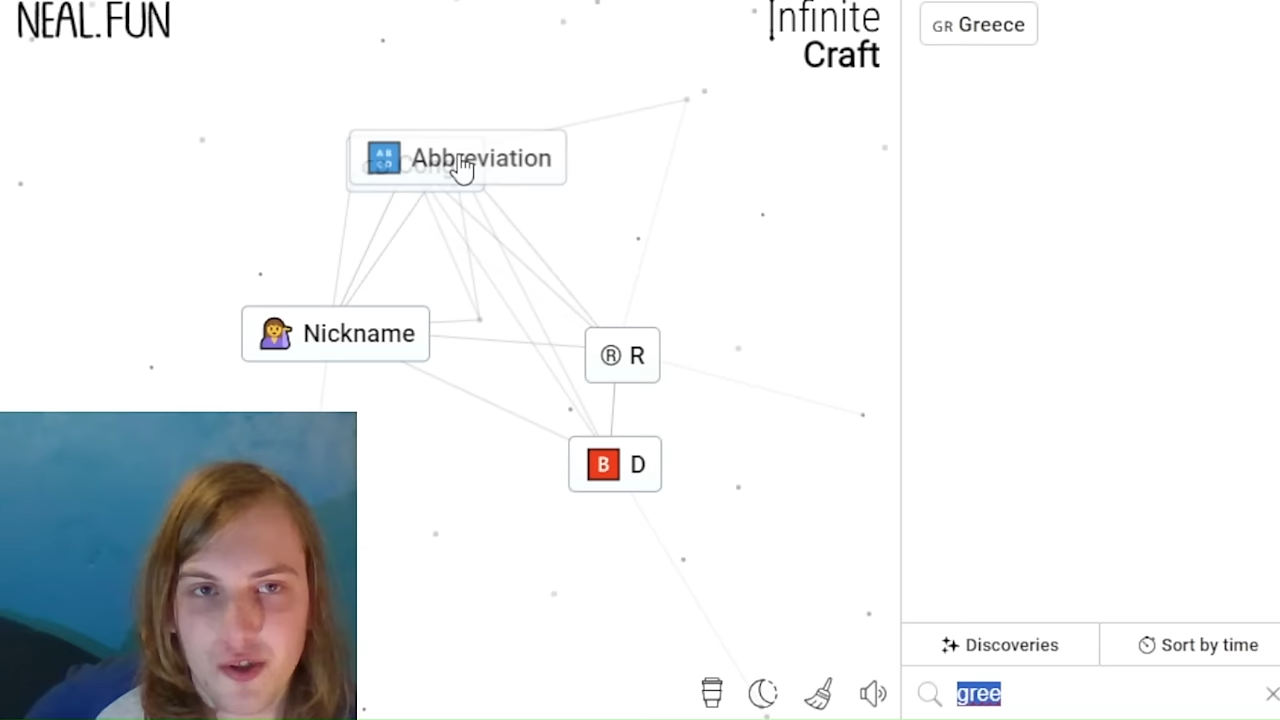 NEAL.FUN
Infinite
Craft
GR Greece
Abbreviation
Nickname
® R
B D
Discoveries
Sort by time
gree